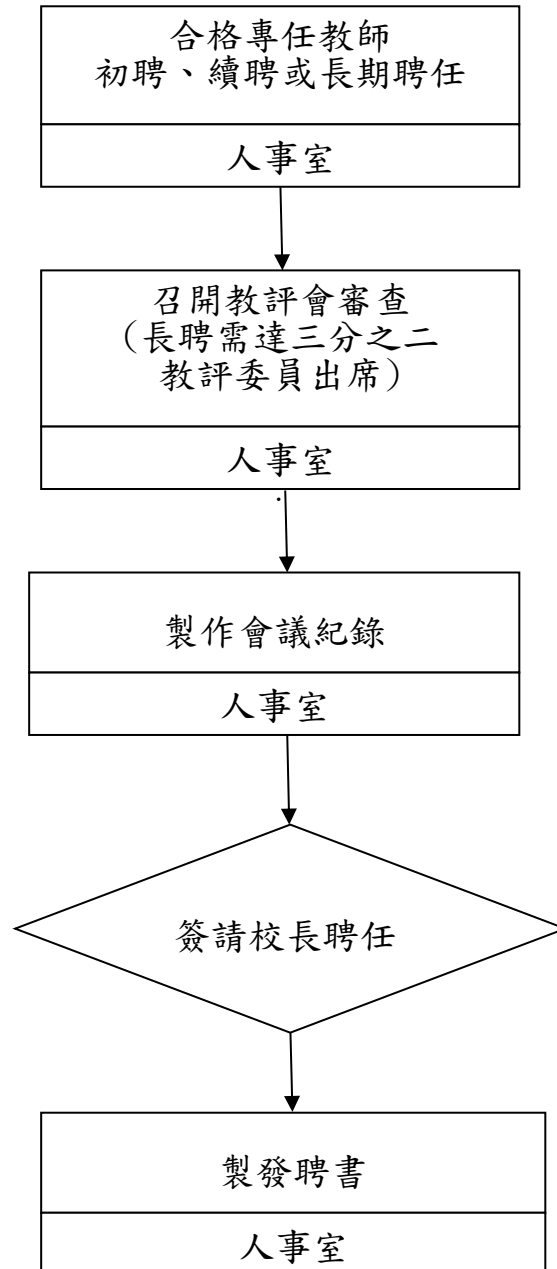 合格專任教師
初聘、續聘或長期聘任
人事室
召開教評會審查
（長聘需達三分之二
教評委員出席）
人事室
.
製作會議紀錄
人事室
簽請校長聘任
製發聘書
人事室